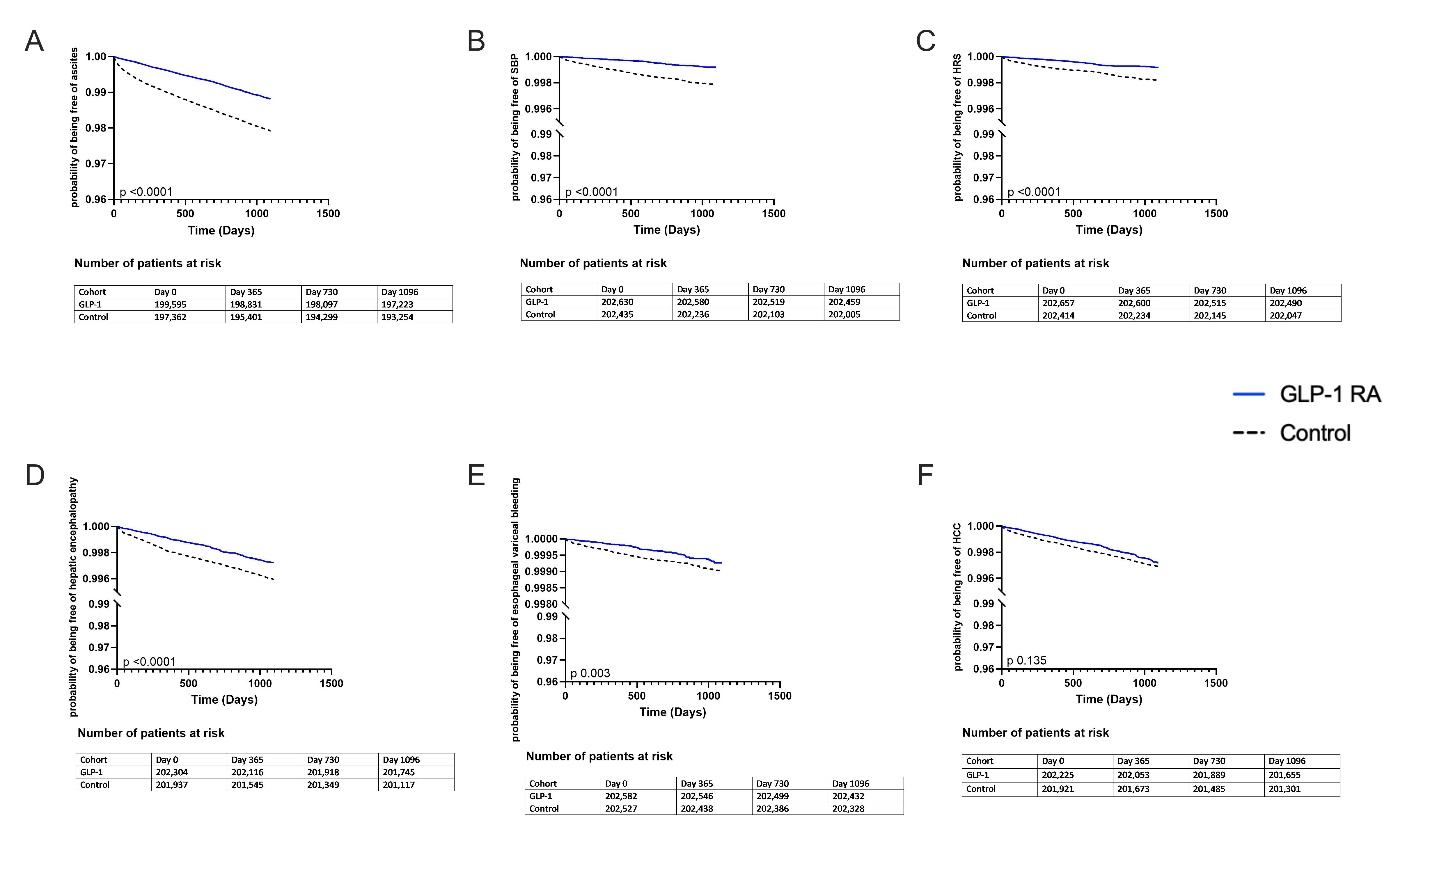 A
probability of being free of ascites
1.00
0.99
0.98
0.97
0.96
p <0.0001
0 500 1000 1500
Time (Days)
Number of patients at risk
Cohort Day 0 Day 365 Day 730 Day 1096
GLP-1 199,595 198,831 198,097 197,223
Control 197,362 195,401 194,299 193,254
B
probability of being free of SBP
1.000
0.998
0.996
0.99
0.98
0.97
0.96
p <0.0001
0 500 1000 1500
Time (Days)
Number of patients at risk
Cohort Day 0 Day 365 Day 730 Day 1096
GLP-1 202,630 202,580 202,519 202,459
Control 202,435 202,236 202,103 202,005
C
probability of being free of HRS
1.000
0.998
0.996
0.99
0.98
0.97
0.96
p <0.0001
0 500 1000 1500
Time (Days)
Number of patients at risk
Cohort Day 0 Day 365 Day 730 Day 1096
GLP-1 202,657 202,600 202,515 202,490
Control 202,414 202,234 202,145 202,047
GLP-1 RA
Control
D
probability of being free of hepatic encephalopathy
1.000
0.998
0.996
0.99
0.98
0.97
0.96
p <0.0001
0 500 1000 1500
Time (Days)
Number of patients at risk
Cohort Day 0 Day 365 Day 730 Day 1096
GLP-1 202,304 202,116 201,918 201,745
Control 201,937 201,545 201,349 201,117
E
probability of being free of esophageal variceal bleeding
1.0000
0.9995
0.9990
0.9985
0.9980
0.99
0.98
0.97
0.96
p 0.003
0 500 1000 1500
Time (Days)
Number of patients at risk
Cohort Day 0 Day 365 Day 730 Day 1096
GLP-1 202,582 202,546 202,499 202,432
Control 202,527 202,438 202,386 202,328
F
probability of being free of HCC
1.000
0.998
0.996
0.99
0.98
0.97
0.96
p 0.135
0 500 1000 1500
Time (Days)
Number of patients at risk
Cohort Day 0 Day 365 Day 730 Day 1096
GLP-1 202,225 202,053 201,889 201,655
Control 201,921 201,673 201,485 201,301